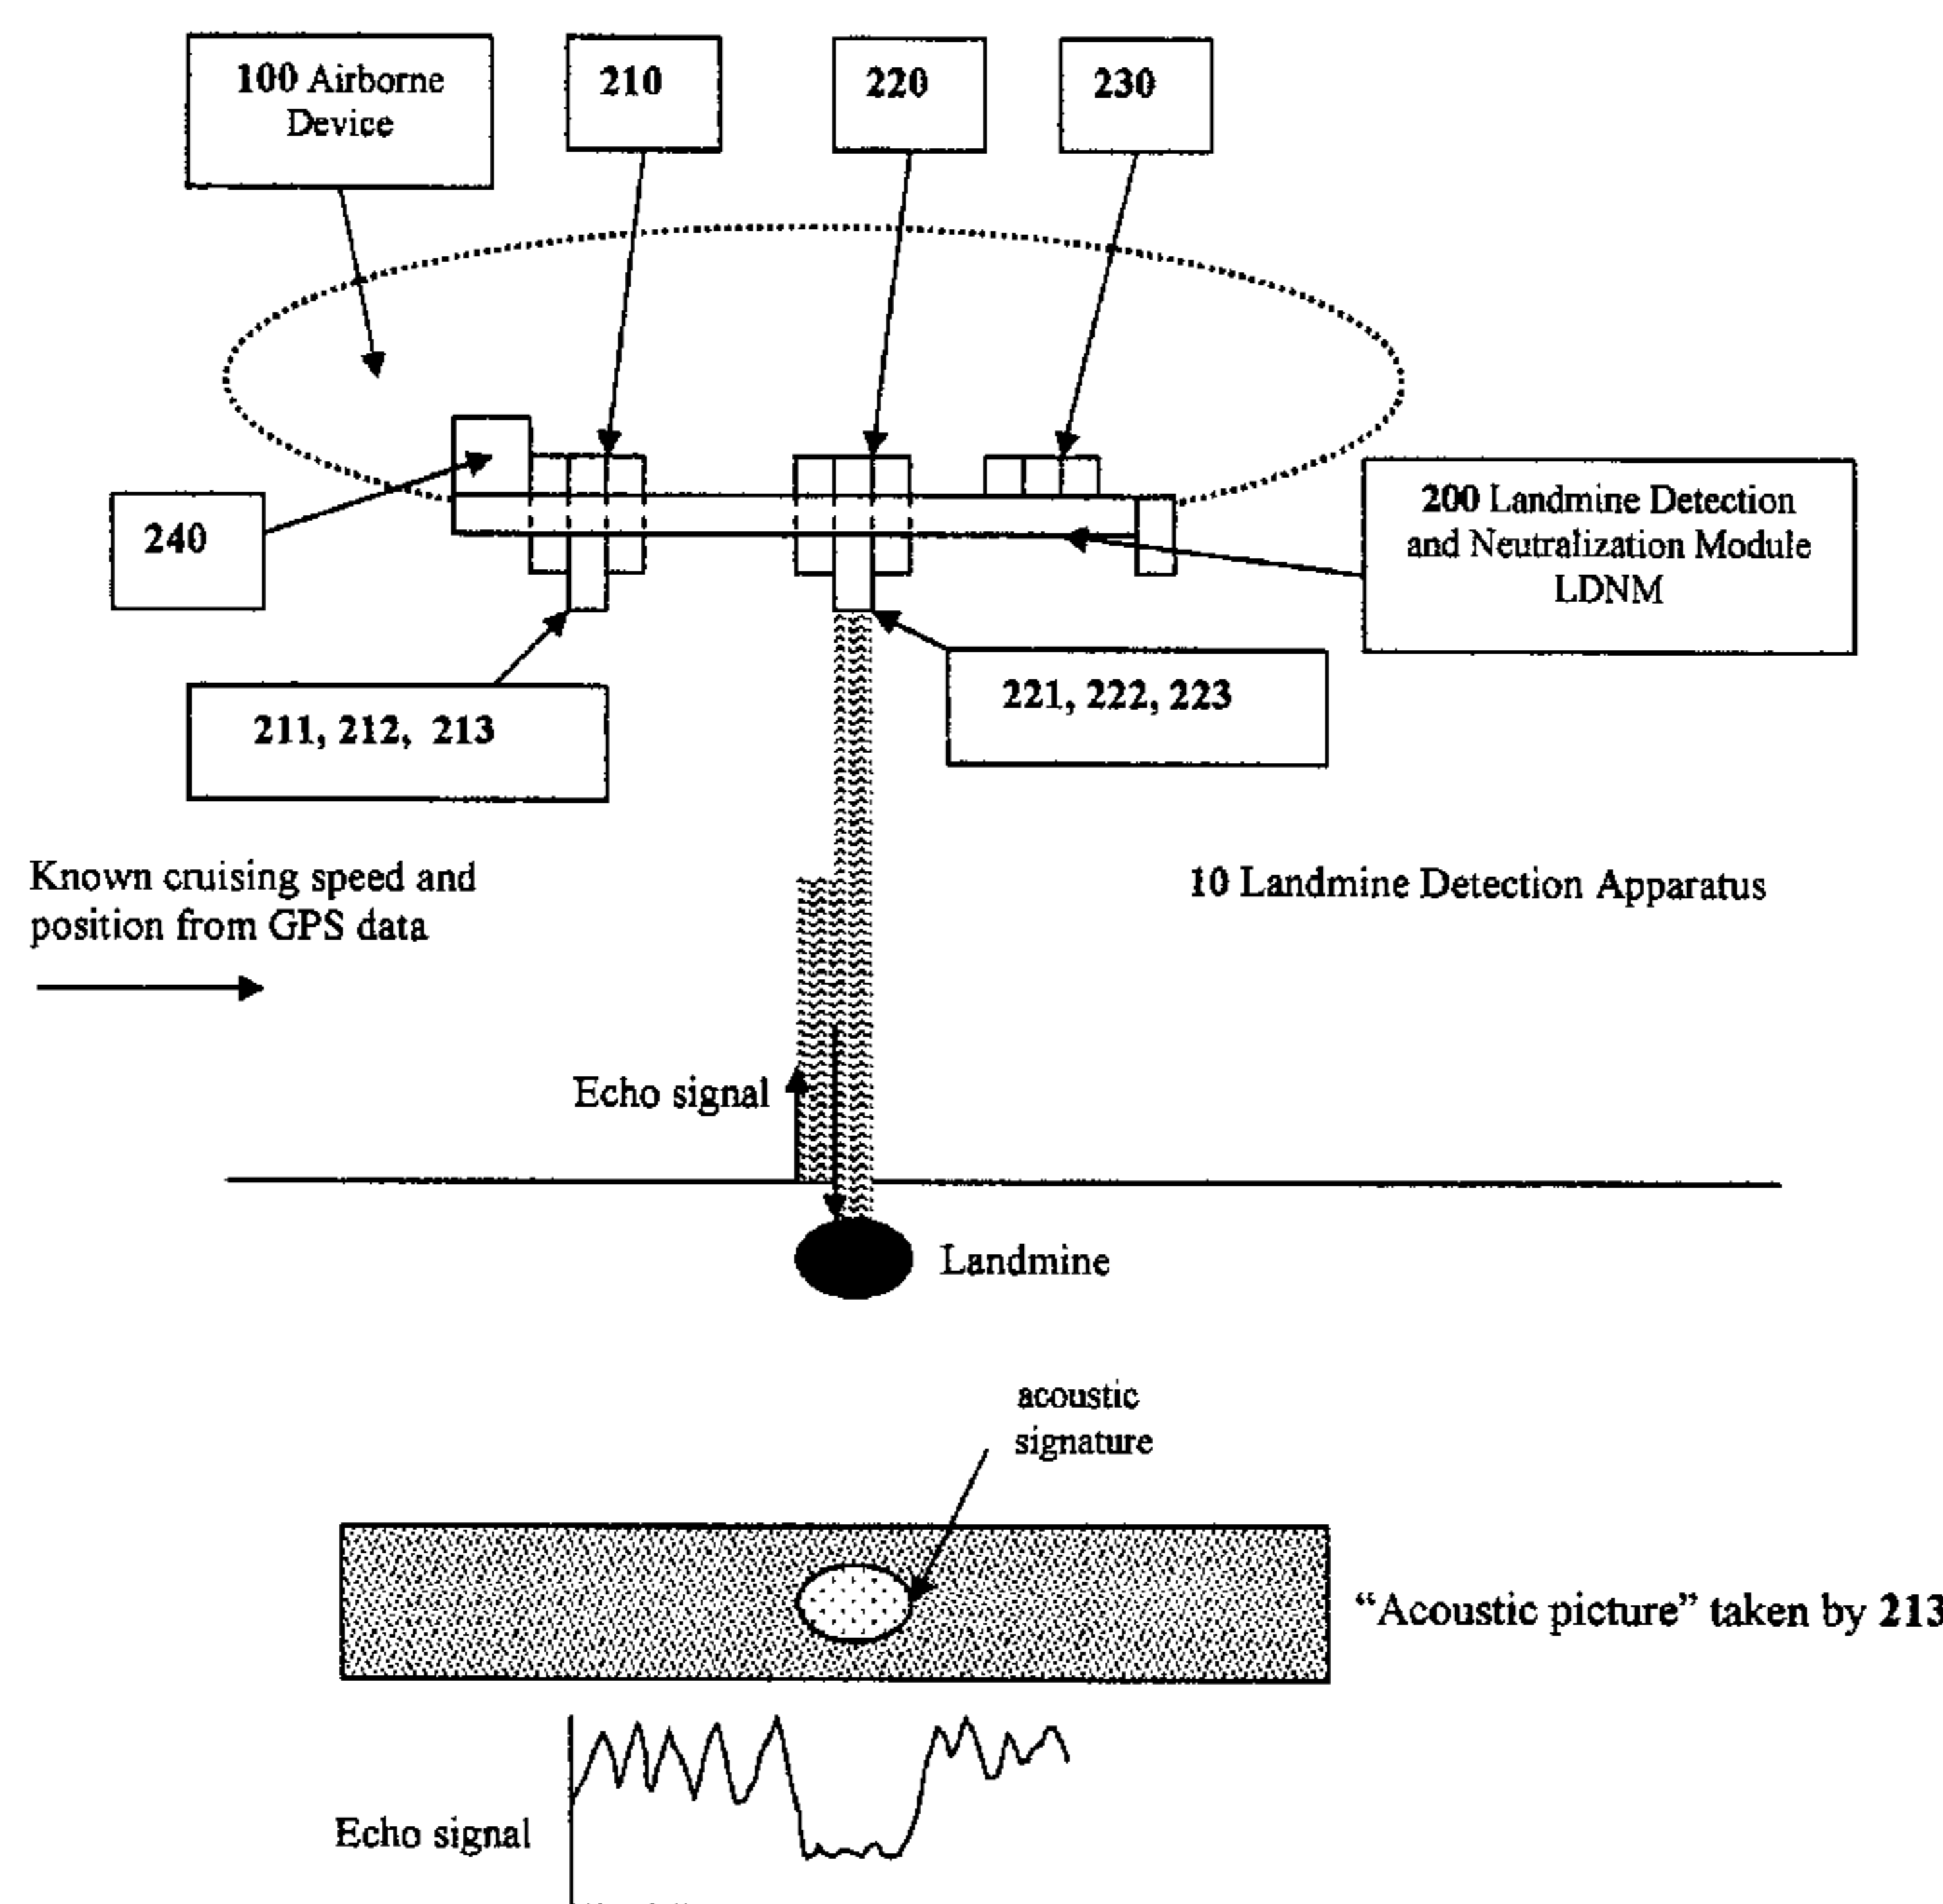 100 Airborne
Device
210
220
230
240
200 Landmine Detection
and Neutralization Module
LDNM
211, 212, 213
221, 222, 223
Known cruising speed and
position from GPS data
10 Landmine Detection Apparatus
Echo signal
Landmine
acoustic
signature
“Acoustic picture” taken by 213
Echo signal